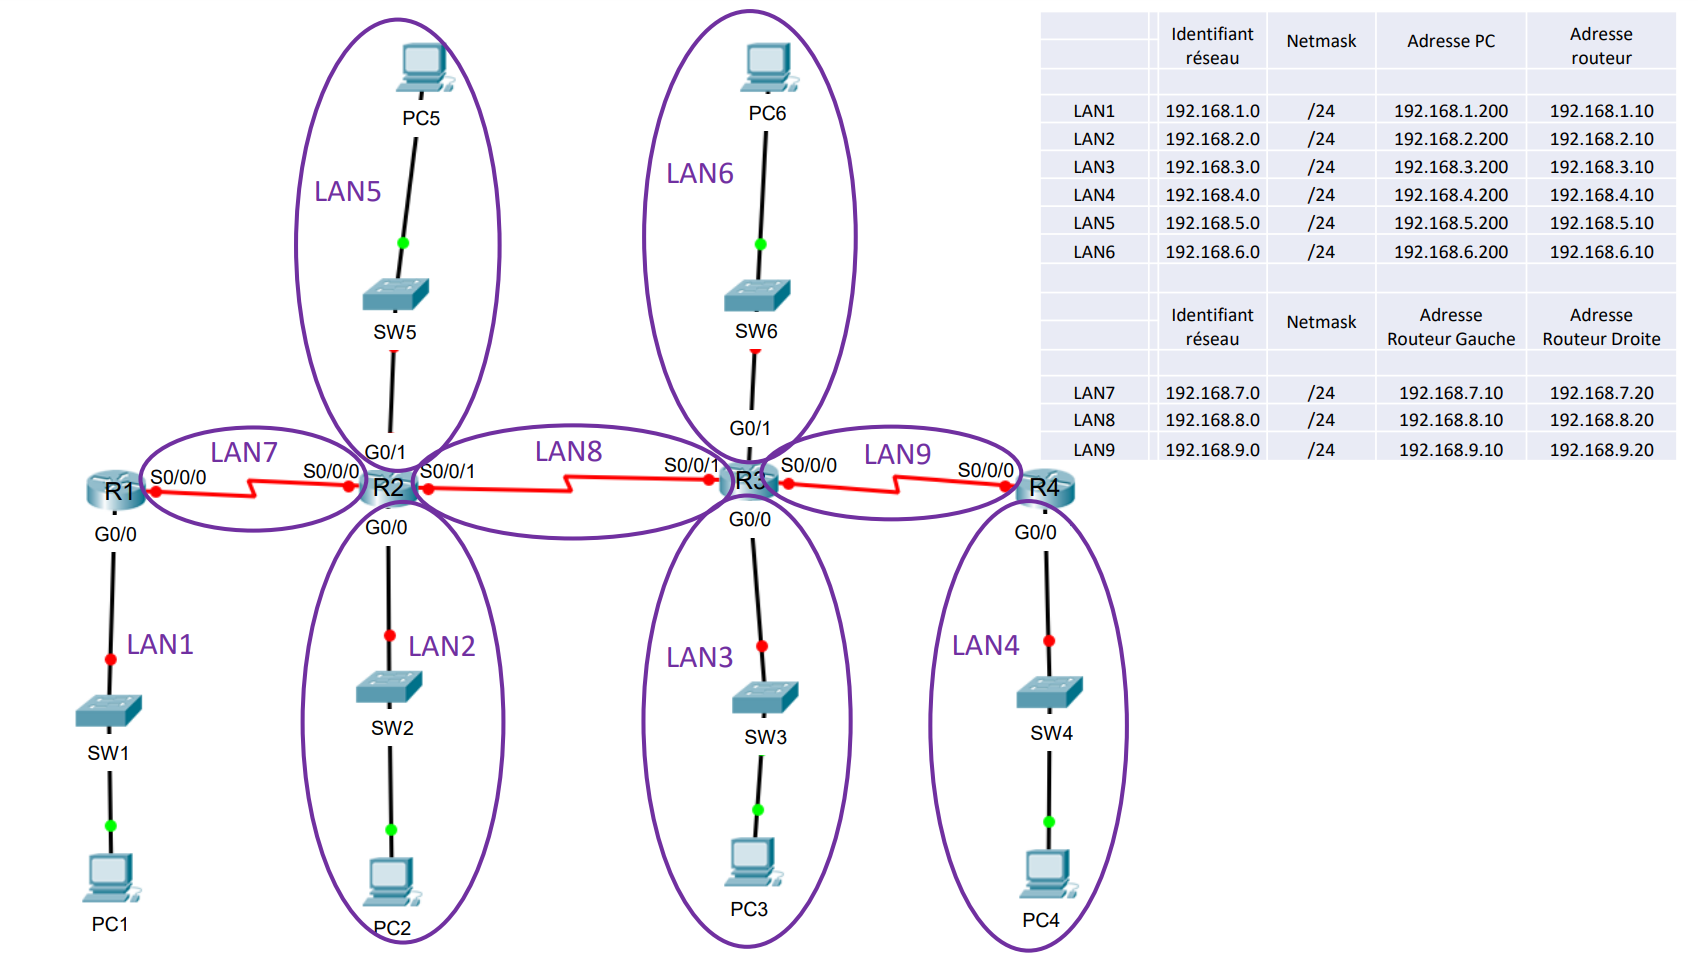 PC5
LAN5
SW5
G0/1
PC6
LAN6
SW6
G0/1
LAN7
LAN8
LAN9
R1
S0/0/0
S0/0/0
R2
S0/0/1
S0/0/1
R3
S0/0/0
S0/0/0
R4
G0/0
G0/0
G0/0
G0/0
LAN1
LAN2
LAN3
LAN4
SW1
SW2
SW3
SW4
PC1
PC2
PC3
PC4
Identifiant réseau Netmask Adresse PC Adresse routeur
LAN1 192.168.1.0 /24 192.168.1.200 192.168.1.10
LAN2 192.168.2.0 /24 192.168.2.200 192.168.2.10
LAN3 192.168.3.0 /24 192.168.3.200 192.168.3.10
LAN4 192.168.4.0 /24 192.168.4.200 192.168.4.10
LAN5 192.168.5.0 /24 192.168.5.200 192.168.5.10
LAN6 192.168.6.0 /24 192.168.6.200 192.168.6.10
Identifiant réseau Netmask Adresse Routeur Gauche Adresse Routeur Droite
LAN7 192.168.7.0 /24 192.168.7.10 192.168.7.20
LAN8 192.168.8.0 /24 192.168.8.10 192.168.8.20
LAN9 192.168.9.0 /24 192.168.9.10 192.168.9.20